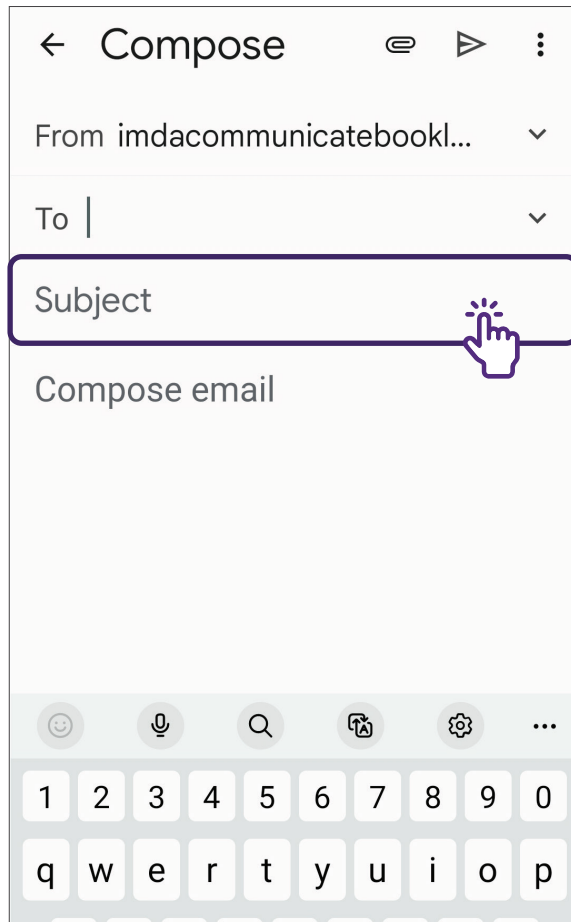 Compose
From imdacommunicatebookl...
To
Subject
Compose email
1 2 3 4 5 6 7 8 9 0
q w e r t y u i o p